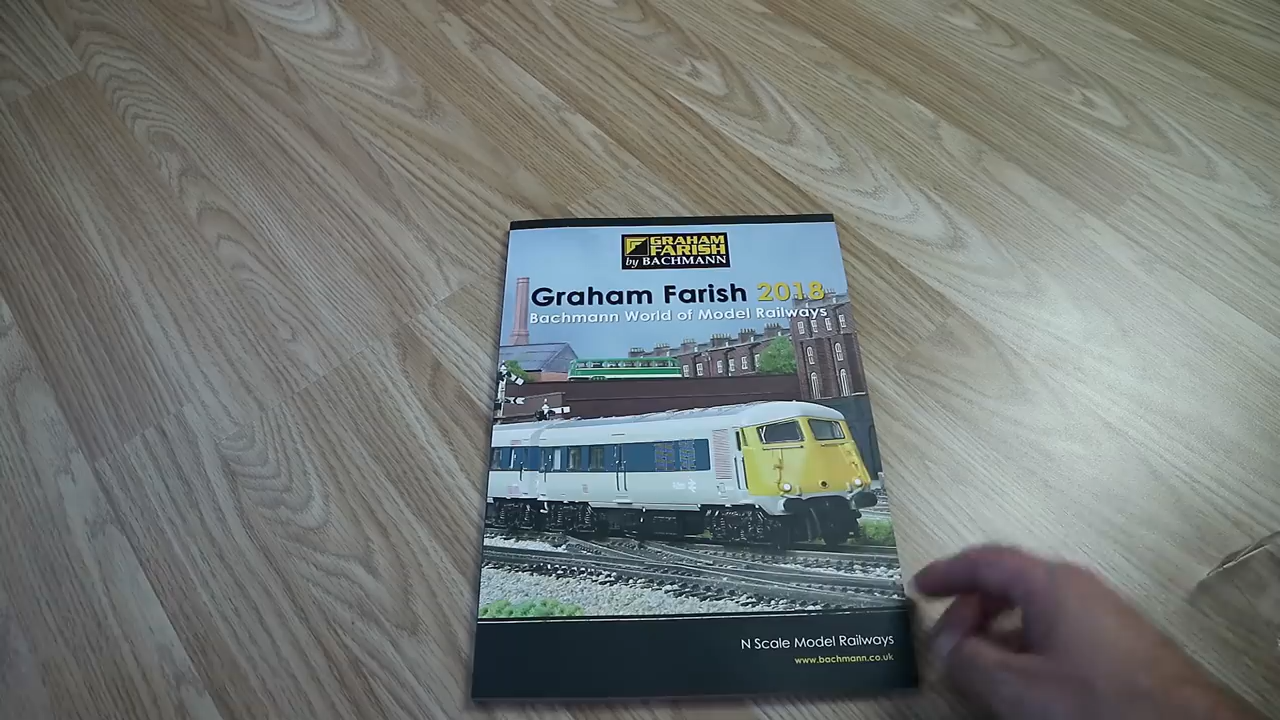 GRAHAM
FARISH
by BACHMANN
Graham Farish 2018
Bachmann World of Model Railways
N Scale Model Railways
www.bachmann.co.uk